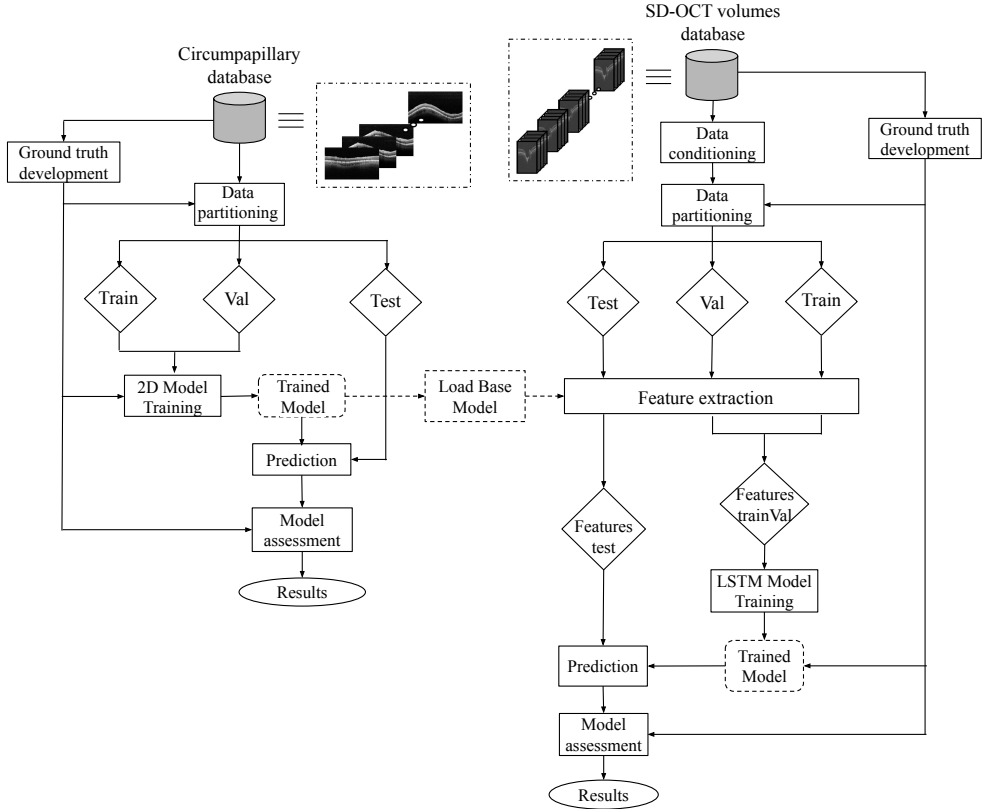 Circumpapillary
database
Ground truth
development
Data
partitioning
Train
Val
Test
2D Model
Training
Trained
Model
Prediction
Model
assessment
Results
Load Base
Model
SD-OCT volumes
database
Data
conditioning
Ground truth
development
Data
partitioning
Test
Val
Train
Feature extraction
Features
test
Features
trainVal
LSTM Model
Training
Trained
Model
Prediction
Model
assessment
Results